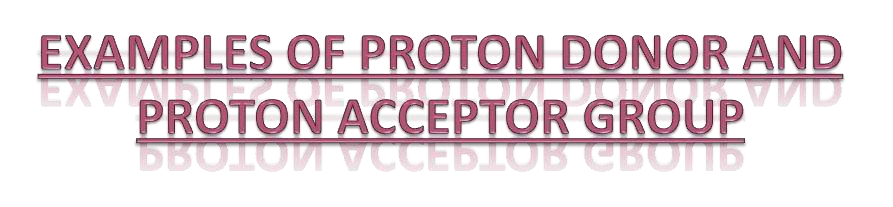 EXAMPLES OF PROTON DONOR AND
PROTON ACCEPTOR GROUP